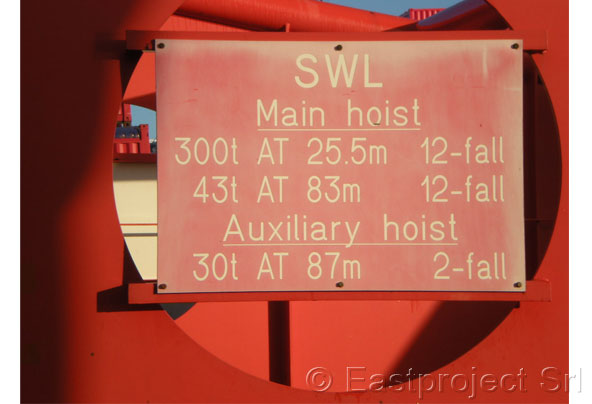 SWL
Main hoist
300t AT 25.5m 12-fall
43t AT 83m 12-fall
Auxiliary hoist
30t AT 87m 2-fall
© Eastproject Srl